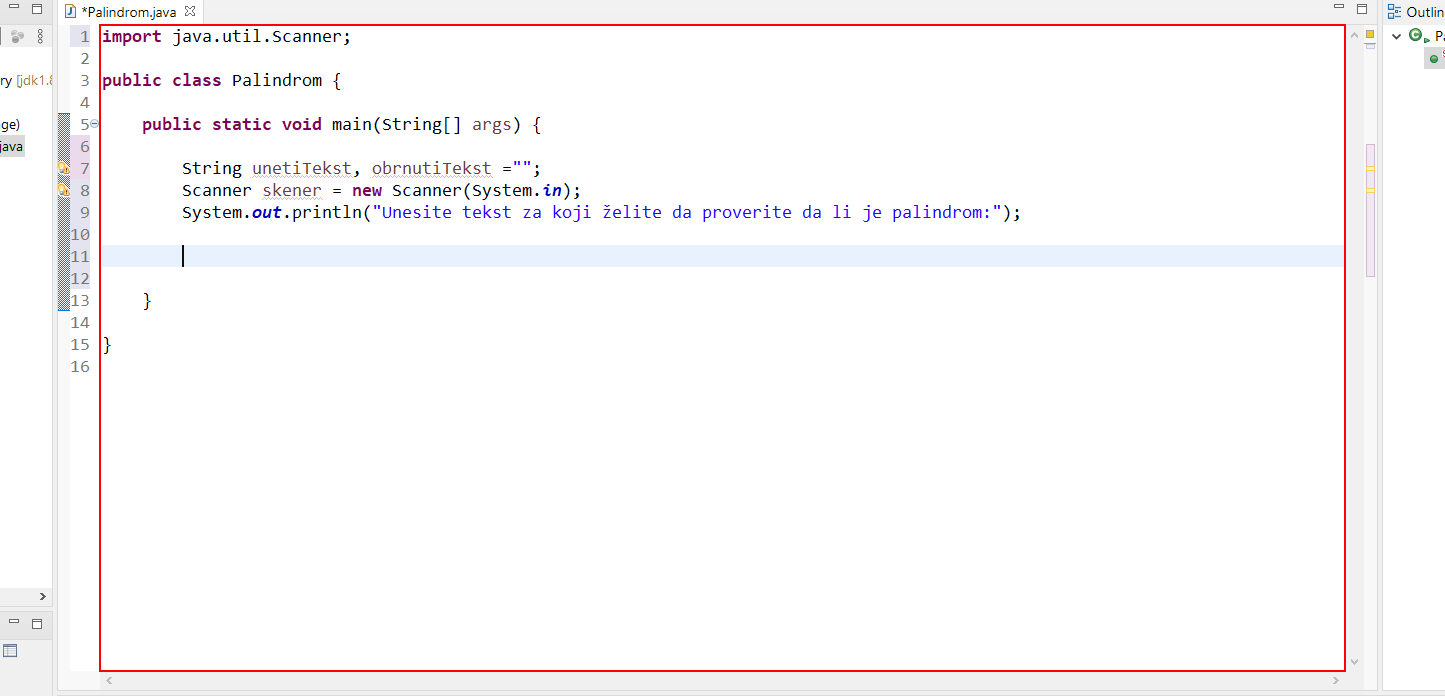 *Palindrom.java
Outlin
1 import java.util.Scanner;
2
3 public class Palindrom {
4
5 public static void main(String[] args) {
6
7 String unetiTekst, obrnutiTekst ="";
8 Scanner skener = new Scanner(System.in);
9 System.out.println("Unesite tekst za koji želite da proverite da li je palindrom:");
10
11
12
13 }
14
15 }
16
ry [jdk1.8
ge)
java
Pa